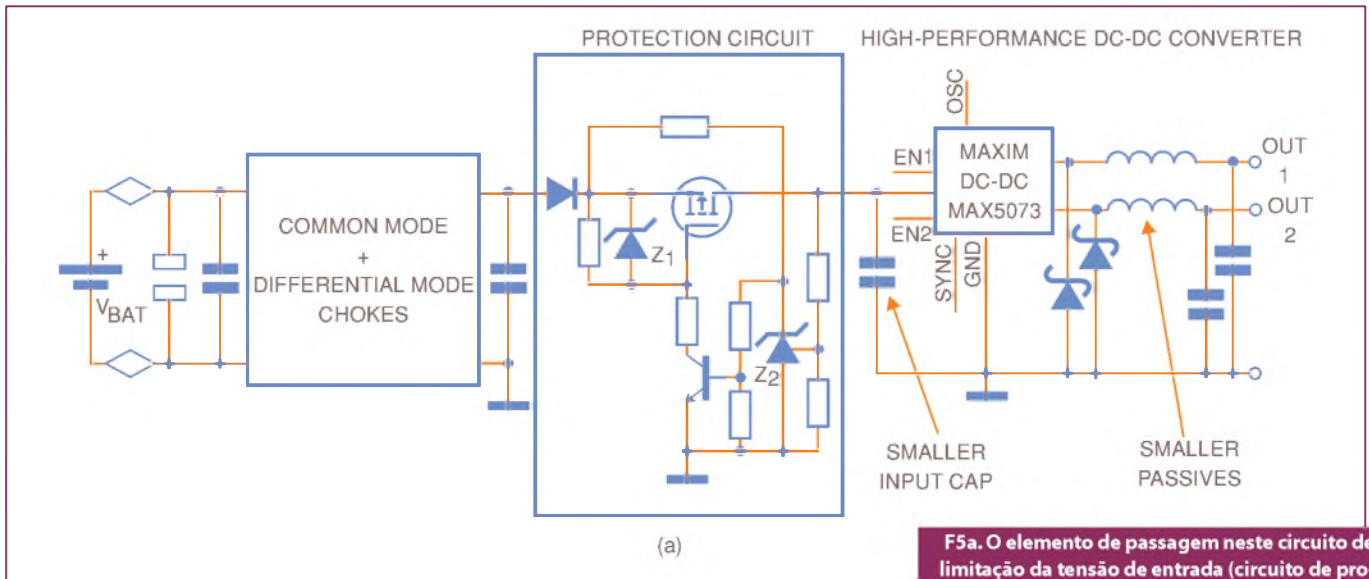 PROTECTION CIRCUIT
HIGH-PERFORMANCE DC-DC CONVERTER
OSC
EN1
MAXIM
DC-DC
MAX5073
OUT
1
OUT
2
EN2
SYNC
GND
+
V_BAT
COMMON MODE
+
DIFFERENTIAL MODE
CHOKES
Z1
Z2
SMALLER
INPUT CAP
SMALLER
PASSIVES
(a)
F5a. O elemento de passagem neste circuito de
limitação da tensão de entrada (circuito de pro